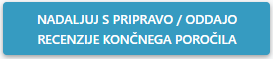 NADALJUJ S PRIPRAVO / ODDAJO
RECENZIJE KONČNEGA POROČILA